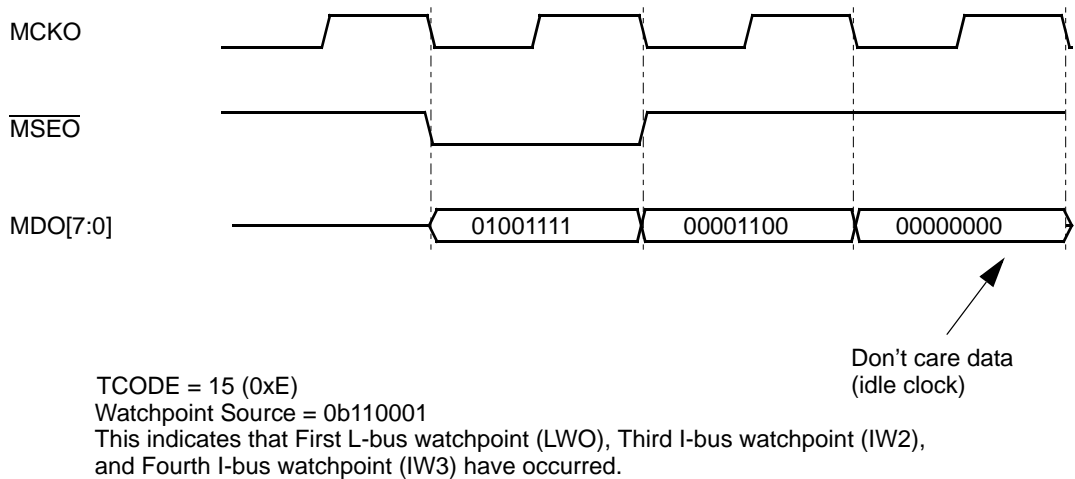 MCKO
MSEO
MDO[7:0]
01001111
00001100
00000000
Don't care data
(idle clock)
TCODE = 15 (0xE)
Watchpoint Source = 0b110001
This indicates that First L-bus watchpoint (LWO), Third I-bus watchpoint (IW2),
and Fourth I-bus watchpoint (IW3) have occurred.